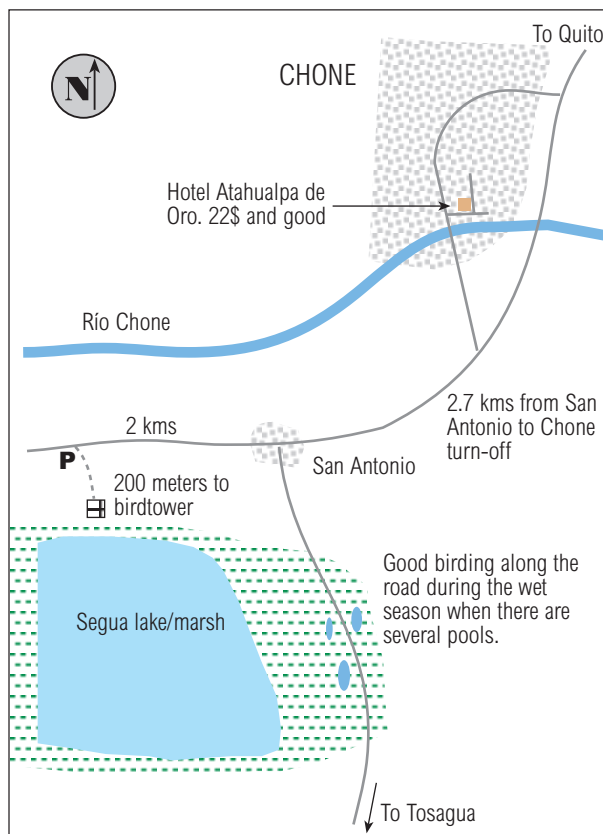 To Quito
N
CHONE
Hotel Atahualpa de
Oro. 22$ and good
Río Chone
2.7 kms from San
Antonio to Chone
turn-off
2 kms
P
San Antonio
200 meters to
birdtower
Good birding along the
road during the wet
season when there are
several pools.
Segua lake/marsh
To Tosagua